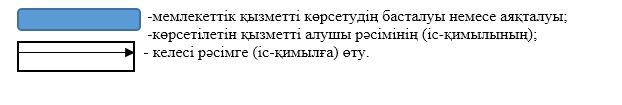 -мемлекеттік қызметті көрсетудің басталуы немесе аяқталуы;
-көрсетілетін қызметті алушы рәсімінің (іс-қимылының);
- келесі рәсімге (іс-қимылға) өту.